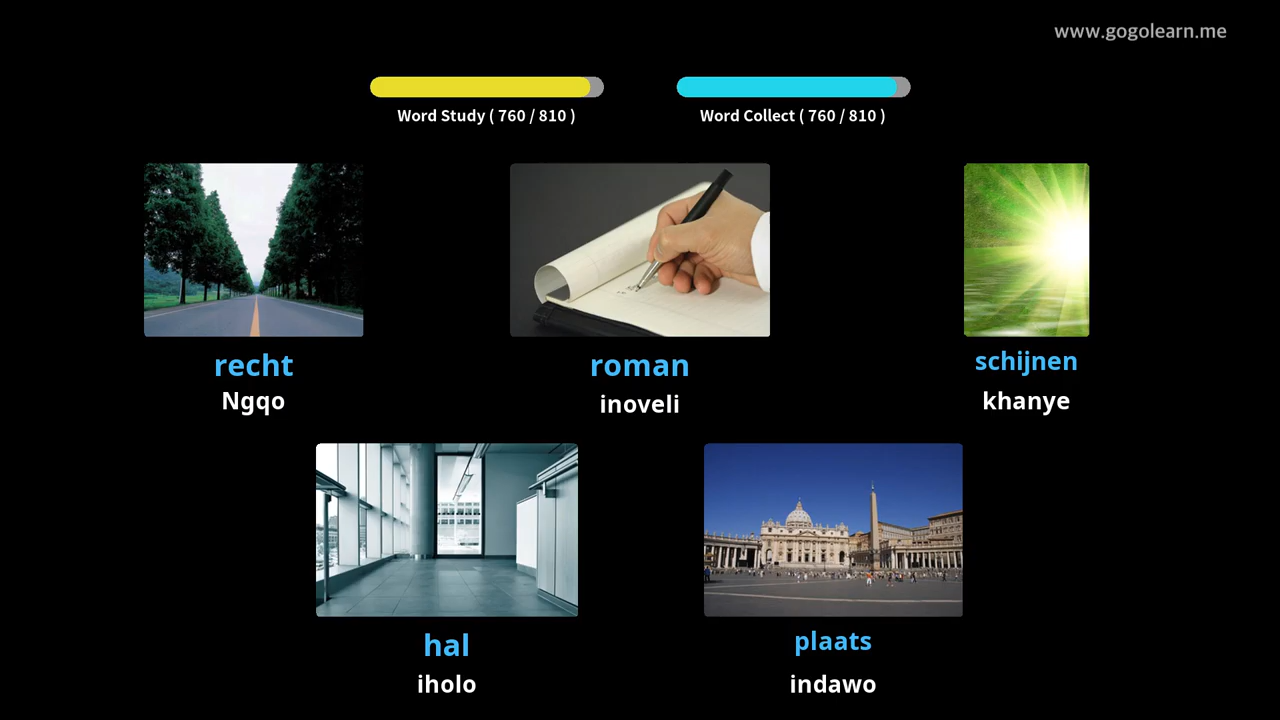 www.gogolearn.me
Word Study ( 760 / 810 )
Word Collect ( 760 / 810 )
recht
Ngqo
roman
inoveli
schijnen
khanye
hal
iholo
plaats
indawo